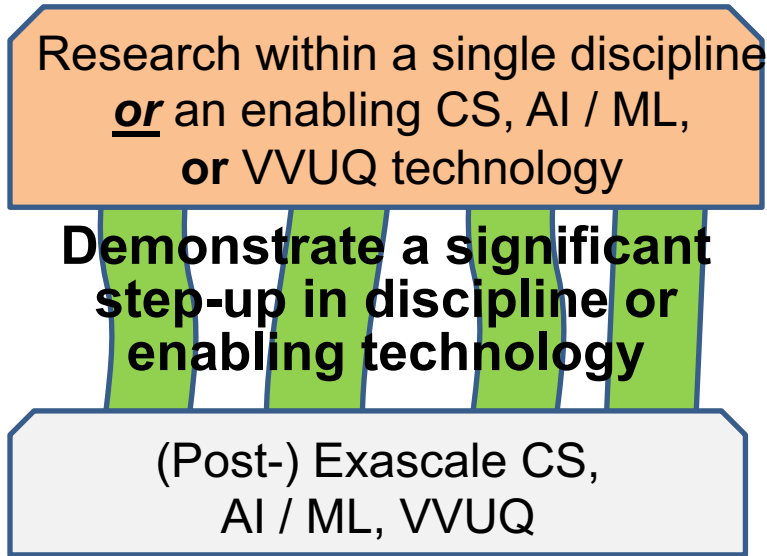 Research within a single discipline
or an enabling CS, AI / ML,
or VVUQ technology
Demonstrate a significant
step-up in discipline or
enabling technology
(Post-) Exascale CS,
AI / ML, VVUQ